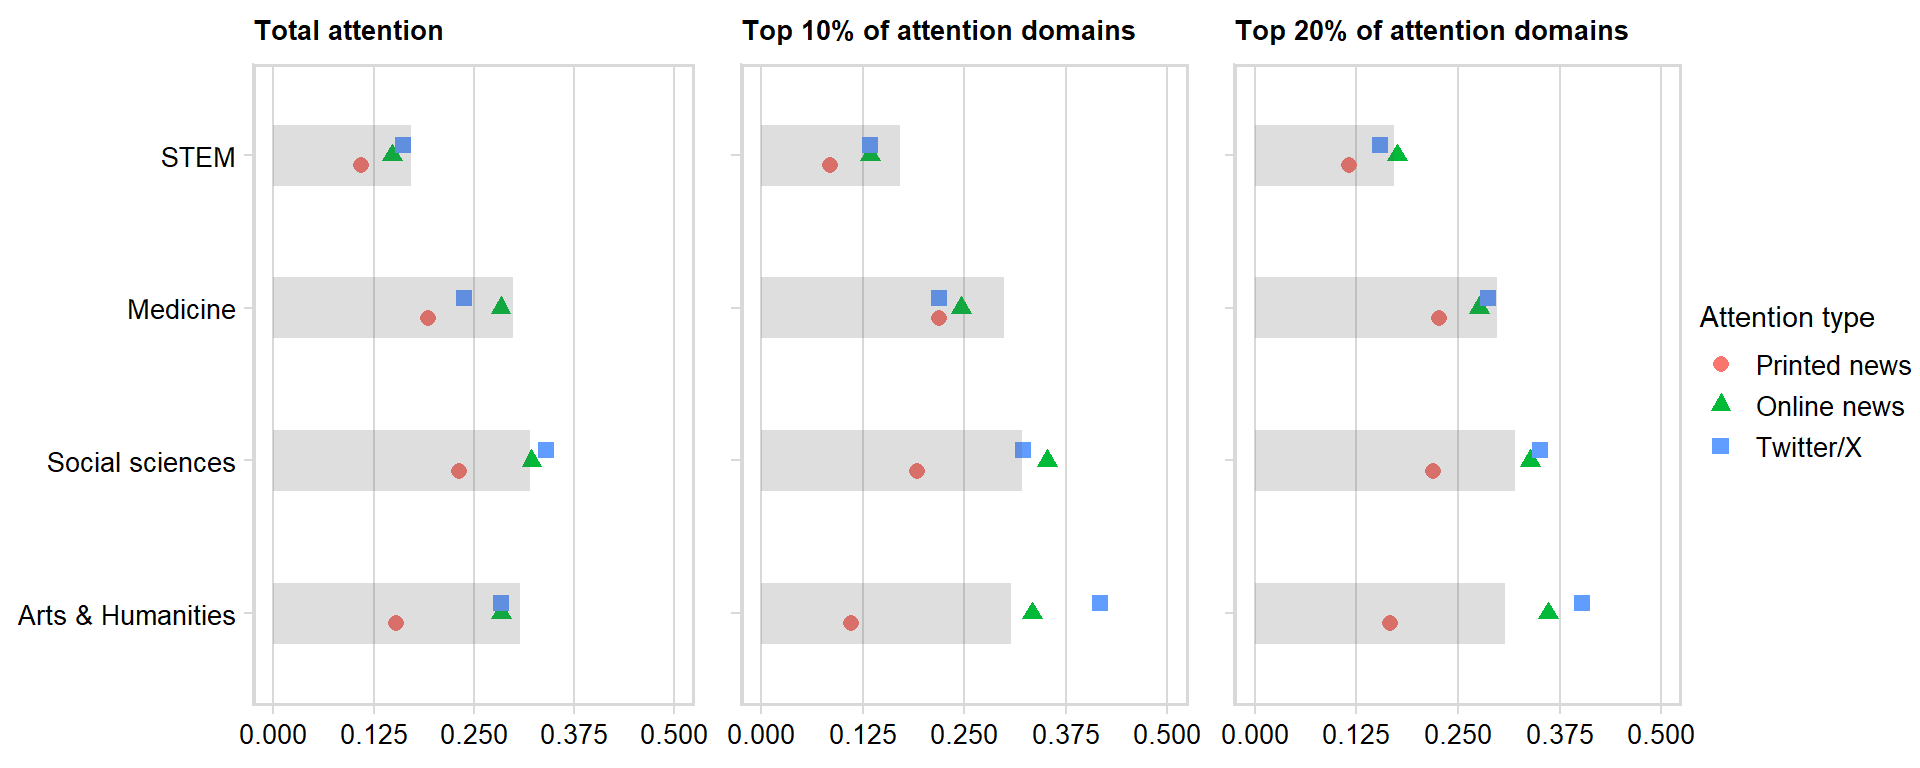 Total attention
Top 10% of attention domains
Top 20% of attention domains
STEM
Medicine
Social sciences
Arts & Humanities
0.000 0.125 0.250 0.375 0.500
0.000 0.125 0.250 0.375 0.500
0.000 0.125 0.250 0.375 0.500
Attention type
Printed news
Online news
Twitter/X